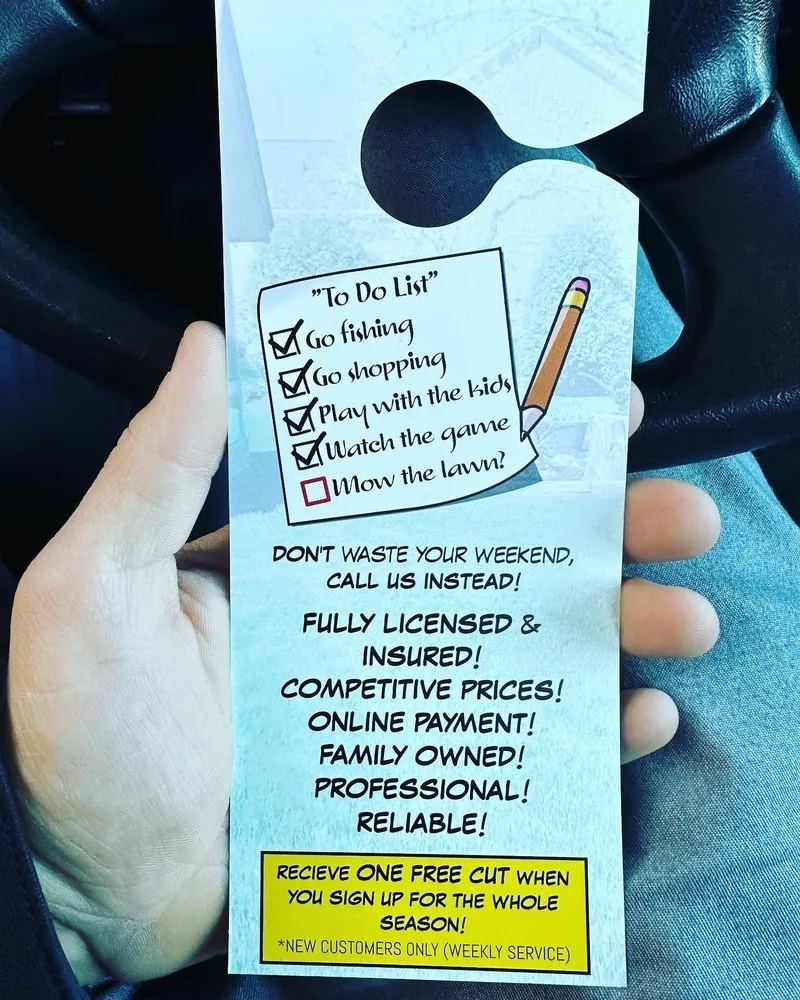 "To Do List"
Go fishing
Go shopping
Play with the kids
Watch the game
Mow the lawn?
DON'T WASTE YOUR WEEKEND,
CALL US INSTEAD!
FULLY LICENSED &
INSURED!
COMPETITIVE PRICES!
ONLINE PAYMENT!
FAMILY OWNED!
PROFESSIONAL!
RELIABLE!
RECIEVE ONE FREE CUT WHEN
YOU SIGN UP FOR THE WHOLE
SEASON!
*NEW CUSTOMERS ONLY (WEEKLY SERVICE)